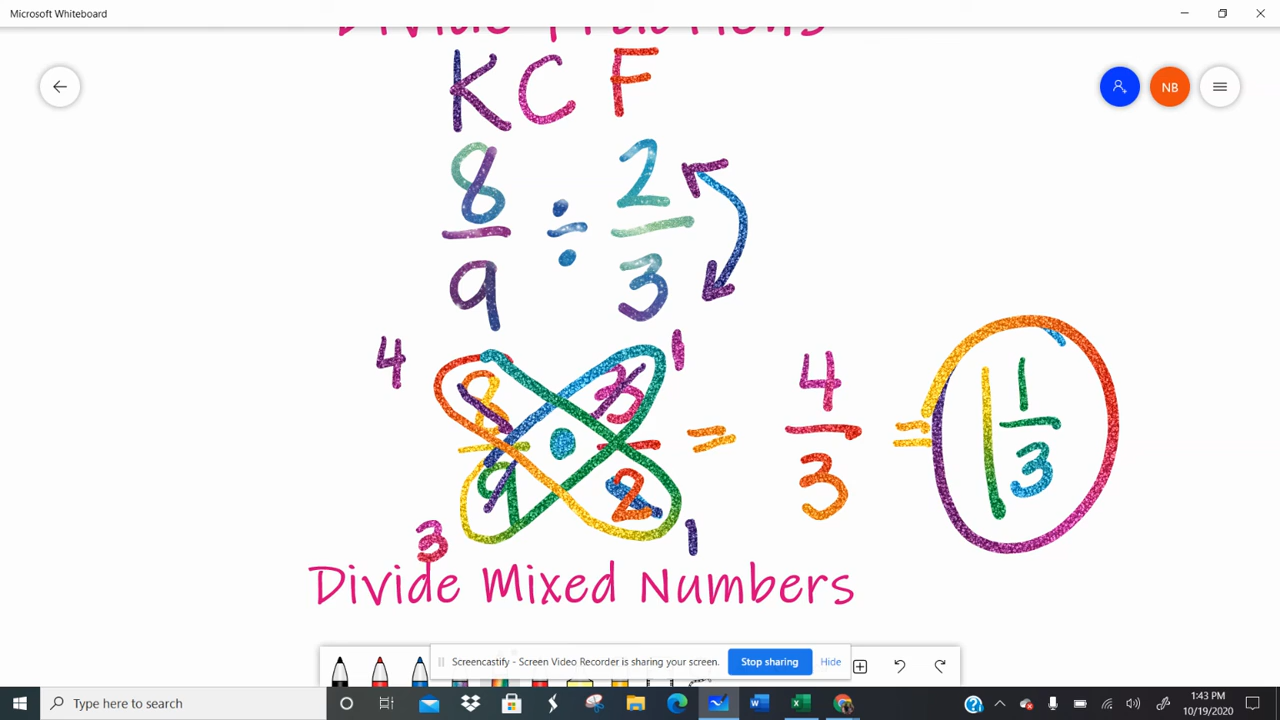 Microsoft Whiteboard
Divide Fractions
K C F
NB
8/9 ÷ 2/3
4 1
8/9 · 3/2 = 4/3 = 1 1/3
3 1
Divide Mixed Numbers
Screencastify - Screen Video Recorder is sharing your screen. Stop sharing Hide
Type here to search
1:43 PM
10/19/2020